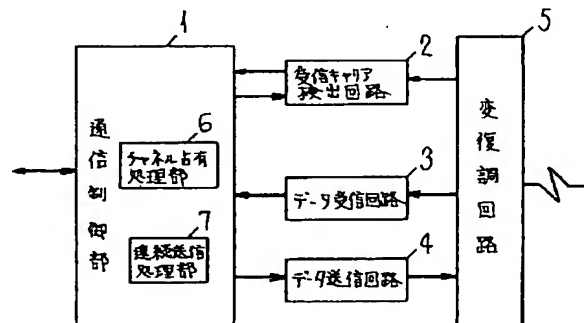 1
2
5
受信キャリア
検出回路
6
チャネル占有
処理部
通信制御部
3
データ受信回路
変復調回路
7
連続送信
処理部
4
データ送信回路